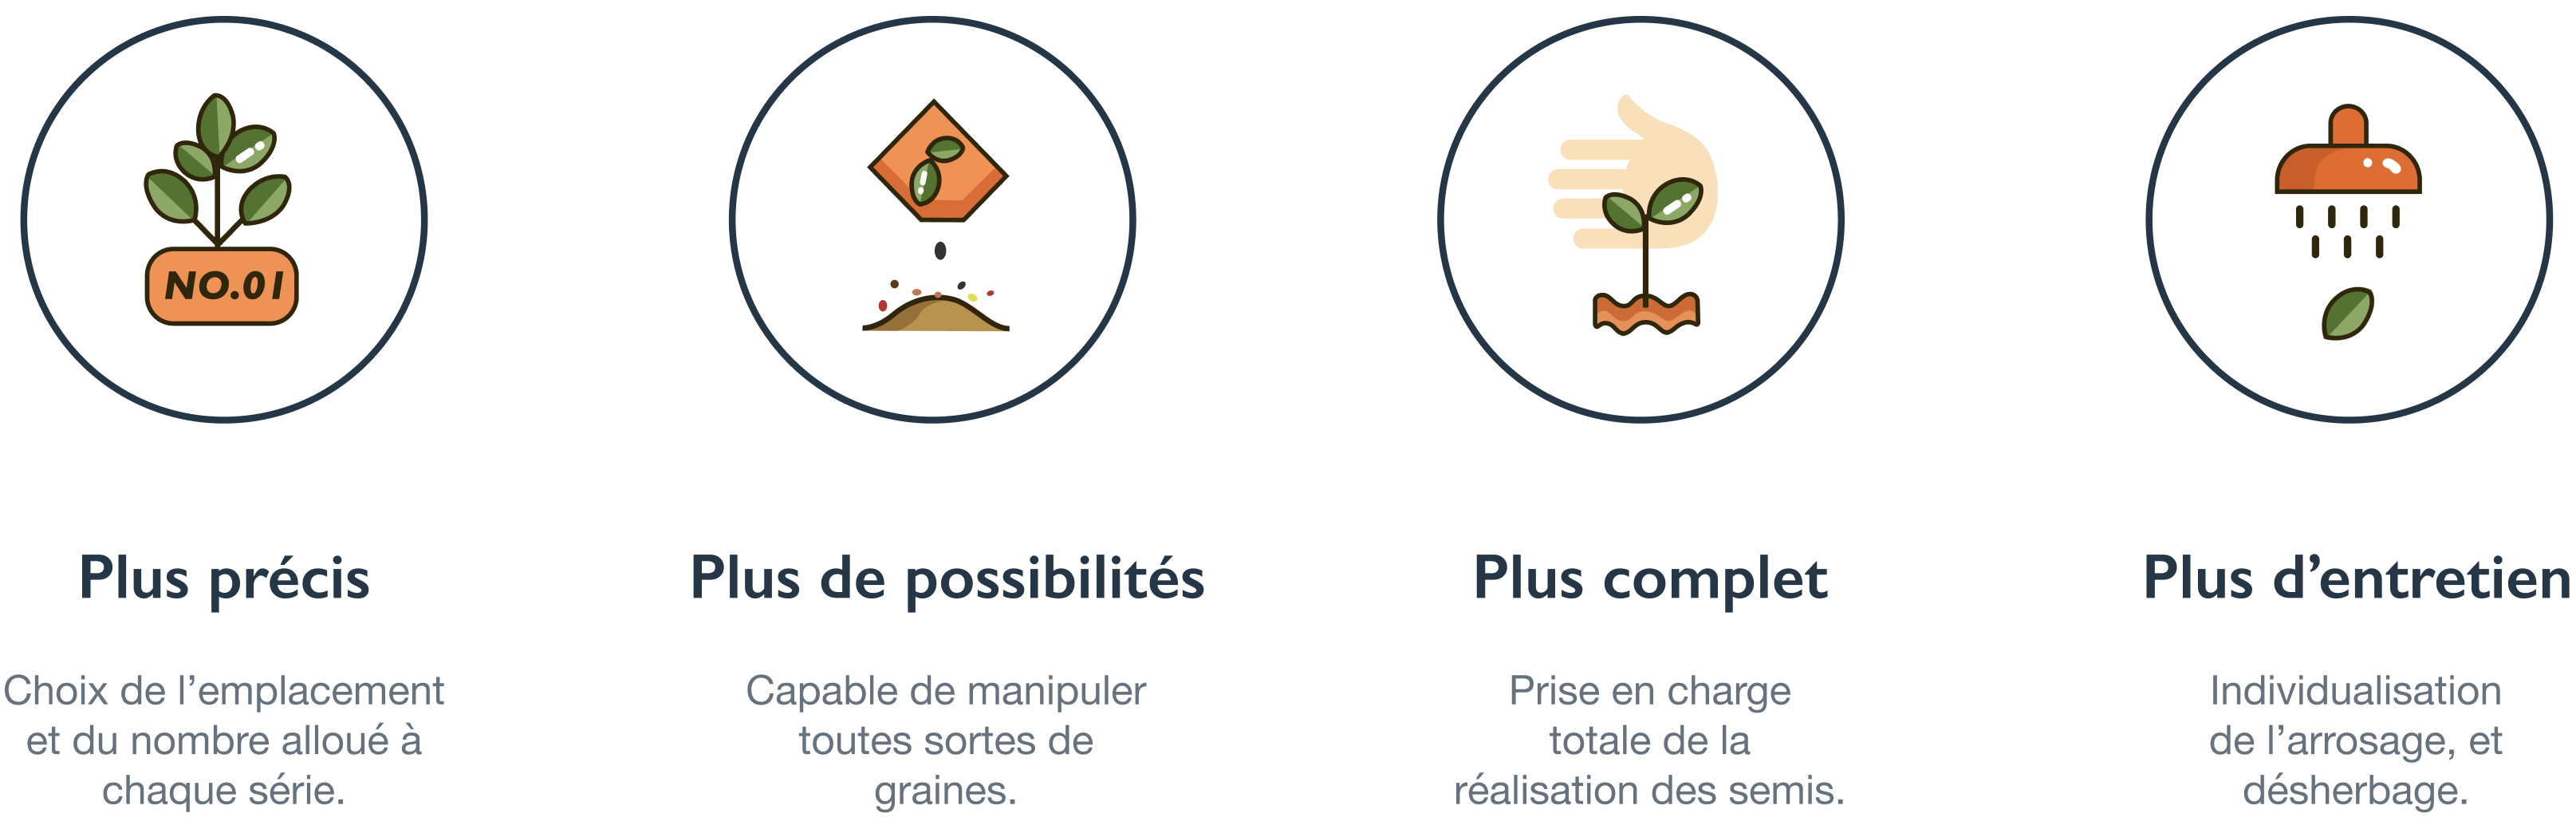 NO.01
Plus précis
Choix de l’emplacement
et du nombre alloué à
chaque série.
Plus de possibilités
Capable de manipuler
toutes sortes de
graines.
Plus complet
Prise en charge
totale de la
réalisation des semis.
Plus d’entretien
Individualisation
de l’arrosage, et
désherbage.